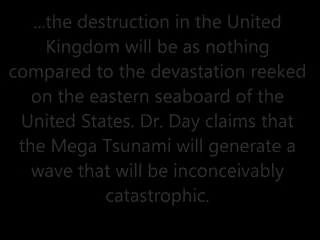 ...the destruction in the United
Kingdom will be as nothing
compared to the devastation reeked
on the eastern seaboard of the
United States. Dr. Day claims that
the Mega Tsunami will generate a
wave that will be inconceivably
catastrophic.